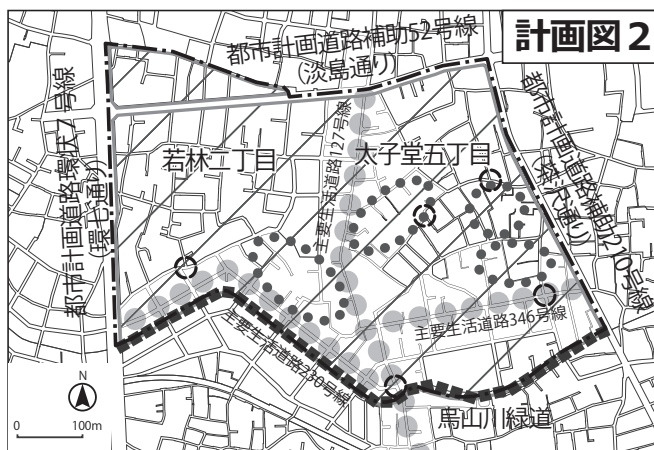 計画図２
都市計画道路補助52号線
(淡島通り)
都市計画道路環状７号線
(環七通り)
若林二丁目
主要生活道路127号線
太子堂五丁目
都市計画道路補助210号線
主要生活道路346号線
主要生活道路230号線
烏山川緑道
N
0
100m